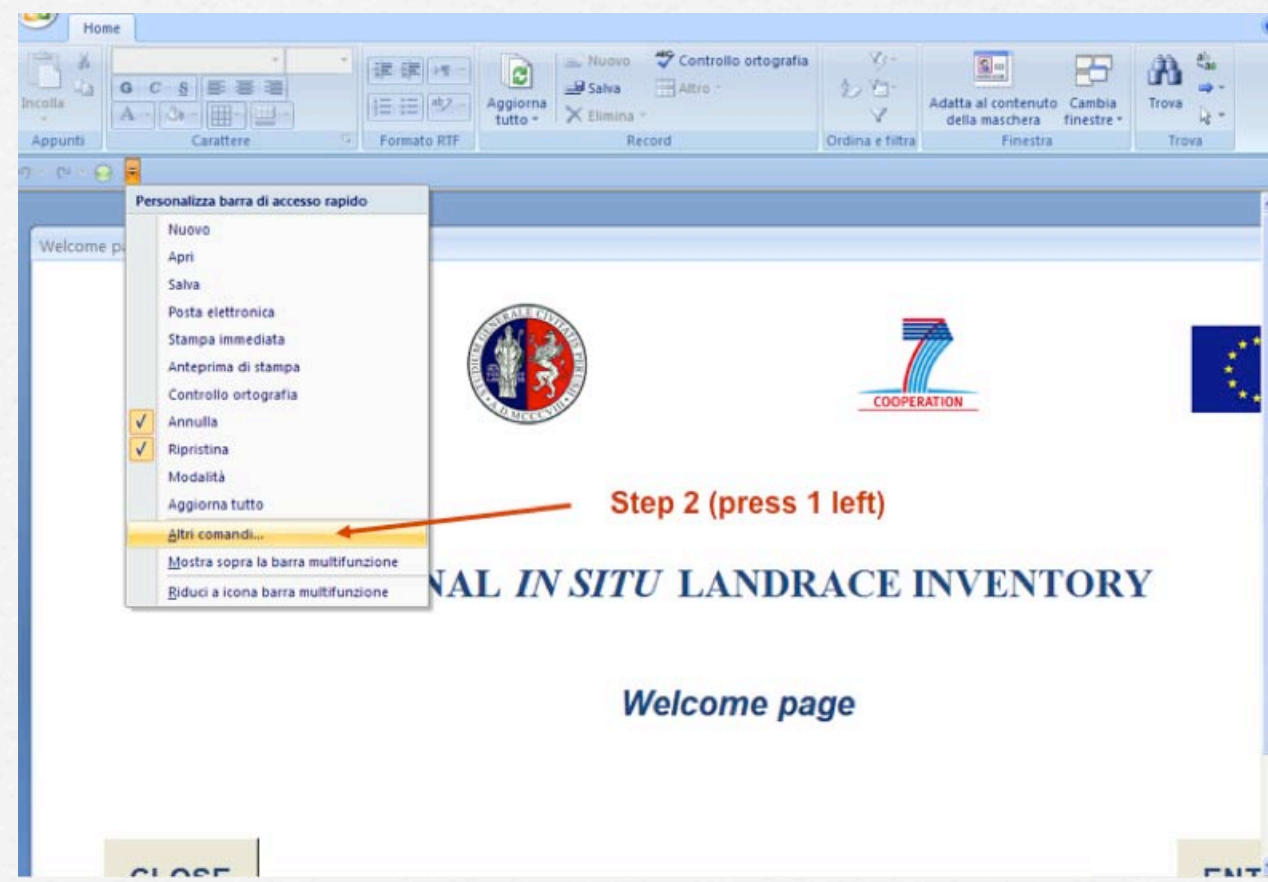 Home
Nuovo
Controllo ortografia
Salva
Altro
G C S
Incolla
Aggiorna tutto
Elimina
Adatta al contenuto della maschera
Cambia finestre
Trova
A
Appunti
Carattere
Formato RTF
Record
Ordina e filtra
Finestra
Trova
Personalizza barra di accesso rapido
Nuovo
Welcome
Apri
Salva
Posta elettronica
Stampa immediata
Anteprima di stampa
Controllo ortografia
Annulla
Ripristina
Modalità
Aggiorna tutto
Altri comandi...
Mostra sopra la barra multifunzione
Riduci a icona barra multifunzione
7
COOPERATION
Step 2 (press 1 left)
NAL IN SITU LANDRACE INVENTORY
Welcome page
CLOSE
ENT